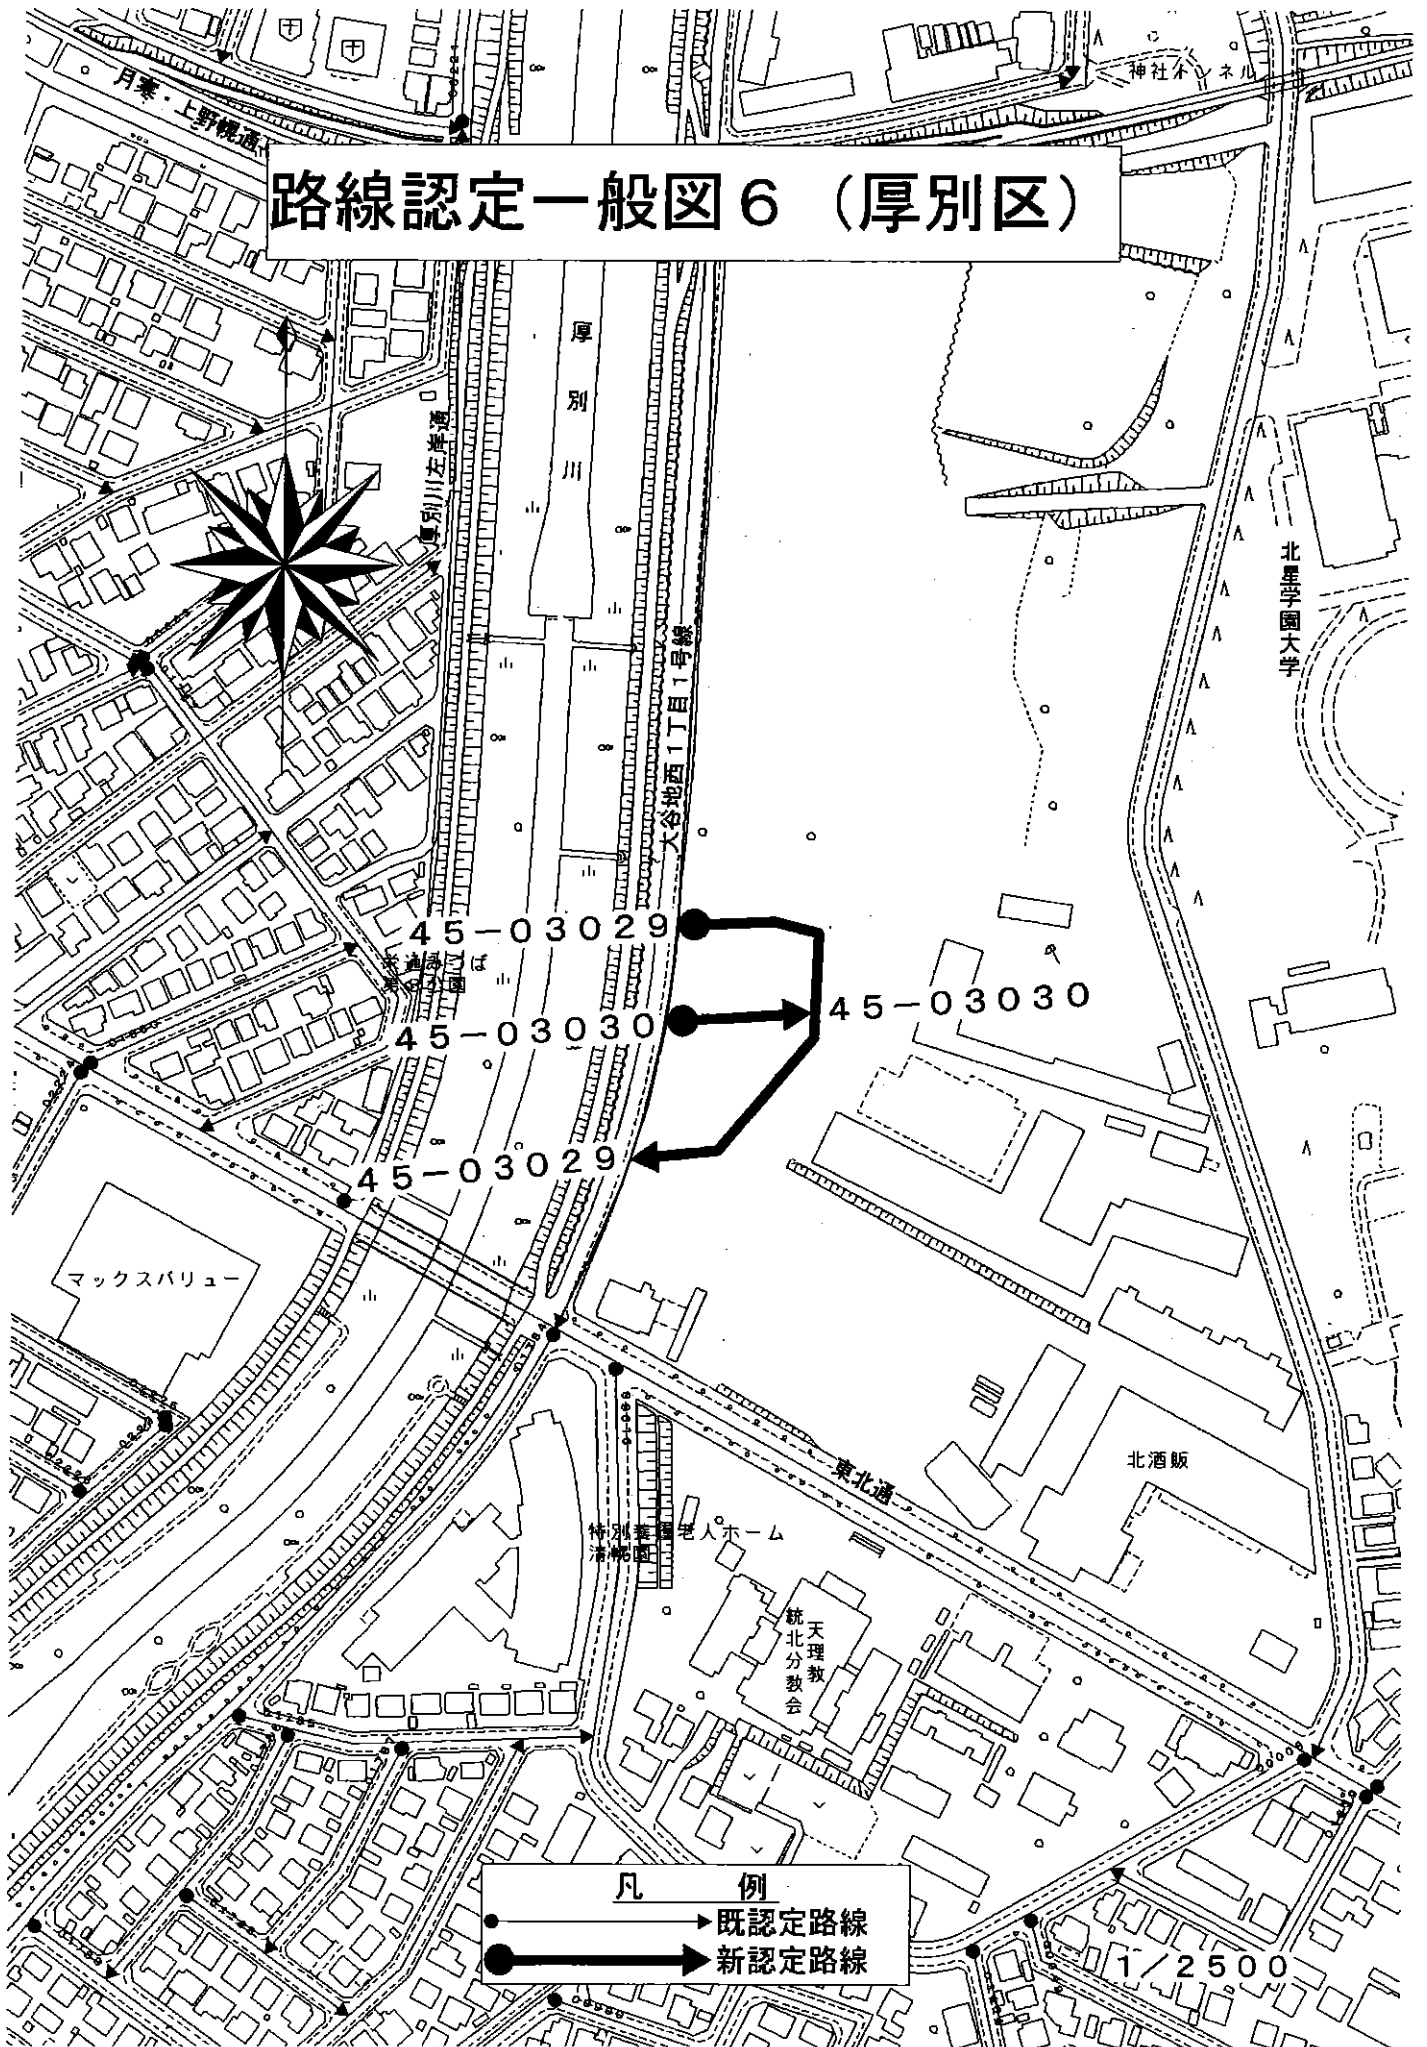 神社トンネル
月寒・上野幌通
路線認定一般図６（厚別区）
厚別川
厚別川左岸通
大谷地西１丁目１号線
北星学園大学
４５－０３０２９
４５－０３０３０
４５－０３０３０
４５－０３０２９
マックスバリュー
東北通
北酒販
特別養護老人ホーム
清幌園
天理教
統北分教会
凡 例
既認定路線
新認定路線
１／２５００